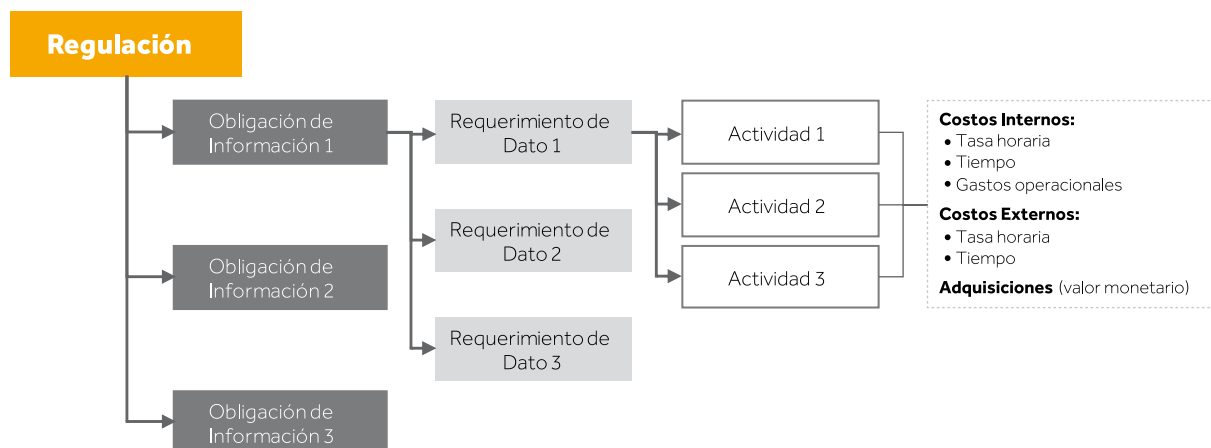 Regulación
Obligación de
Información 1
Obligación de
Información 2
Obligación de
Información 3
Requerimiento de
Dato 1
Requerimiento de
Dato 2
Requerimiento de
Dato 3
Actividad 1
Actividad 2
Actividad 3
Costos Internos:
• Tasa horaria
• Tiempo
• Gastos operacionales
Costos Externos:
• Tasa horaria
• Tiempo
Adquisiciones (valor monetario)